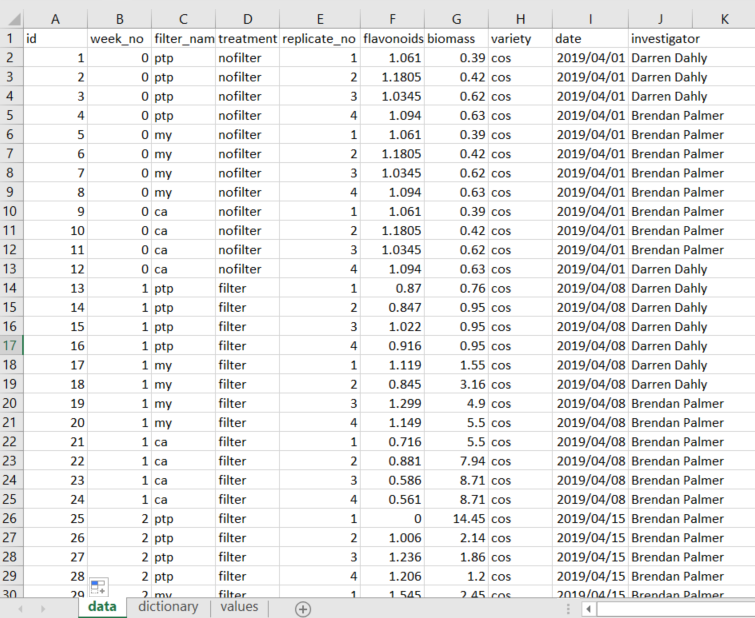 A B C D E F G H I J K
1 id week_no filter_nam treatment replicate_no flavonoids biomass variety date investigator
2 1 0 ptp nofilter 1 1.061 0.39 cos 2019/04/01 Darren Dahly
3 2 0 ptp nofilter 2 1.1805 0.42 cos 2019/04/01 Darren Dahly
4 3 0 ptp nofilter 3 1.0345 0.62 cos 2019/04/01 Darren Dahly
5 4 0 ptp nofilter 4 1.094 0.63 cos 2019/04/01 Brendan Palmer
6 5 0 my nofilter 1 1.061 0.39 cos 2019/04/01 Brendan Palmer
7 6 0 my nofilter 2 1.1805 0.42 cos 2019/04/01 Brendan Palmer
8 7 0 my nofilter 3 1.0345 0.62 cos 2019/04/01 Brendan Palmer
9 8 0 my nofilter 4 1.094 0.63 cos 2019/04/01 Brendan Palmer
10 9 0 ca nofilter 1 1.061 0.39 cos 2019/04/01 Brendan Palmer
11 10 0 ca nofilter 2 1.1805 0.42 cos 2019/04/01 Brendan Palmer
12 11 0 ca nofilter 3 1.0345 0.62 cos 2019/04/01 Brendan Palmer
13 12 0 ca nofilter 4 1.094 0.63 cos 2019/04/01 Darren Dahly
14 13 1 ptp filter 1 0.87 0.76 cos 2019/04/08 Darren Dahly
15 14 1 ptp filter 2 0.847 0.95 cos 2019/04/08 Darren Dahly
16 15 1 ptp filter 3 1.022 0.95 cos 2019/04/08 Darren Dahly
17 16 1 ptp filter 4 0.916 0.95 cos 2019/04/08 Darren Dahly
18 17 1 my filter 1 1.119 1.55 cos 2019/04/08 Darren Dahly
19 18 1 my filter 2 0.845 3.16 cos 2019/04/08 Darren Dahly
20 19 1 my filter 3 1.299 4.9 cos 2019/04/08 Brendan Palmer
21 20 1 my filter 4 1.149 5.5 cos 2019/04/08 Brendan Palmer
22 21 1 ca filter 1 0.716 5.5 cos 2019/04/08 Brendan Palmer
23 22 1 ca filter 2 0.881 7.94 cos 2019/04/08 Brendan Palmer
24 23 1 ca filter 3 0.586 8.71 cos 2019/04/08 Brendan Palmer
25 24 1 ca filter 4 0.561 8.71 cos 2019/04/08 Brendan Palmer
26 25 2 ptp filter 1 0 14.45 cos 2019/04/15 Brendan Palmer
27 26 2 ptp filter 2 1.006 2.14 cos 2019/04/15 Brendan Palmer
28 27 2 ptp filter 3 1.236 1.86 cos 2019/04/15 Brendan Palmer
29 28 2 ptp filter 4 1.206 1.2 cos 2019/04/15 Brendan Palmer
30 29 2 my filter 1 1.545 2.45 cos 2019/04/15 Brendan Palmer
data dictionary values